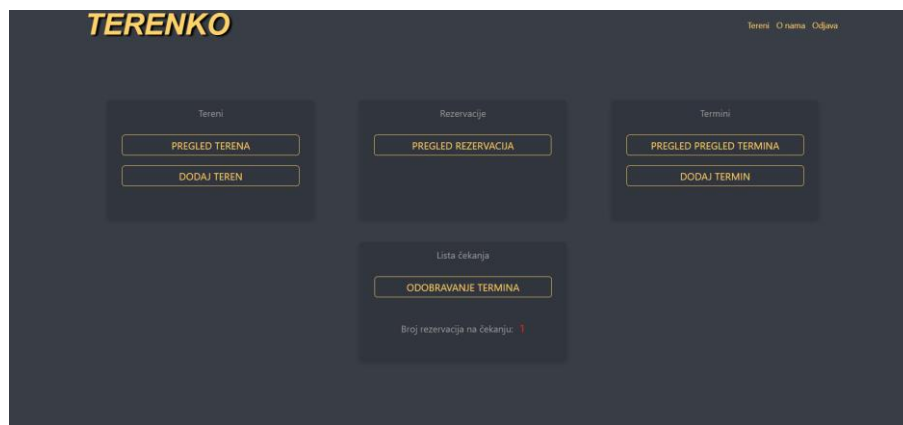 TERENKO
Tereni O nama Odjava
Tereni
PREGLED TERENA
DODAJ TEREN
Rezervacije
PREGLED REZERVACIJA
Termini
PREGLED PREGLED TERMINA
DODAJ TERMIN
Lista čekanja
ODOBRAVANJE TERMINA
Broj rezervacija na čekanju: 1